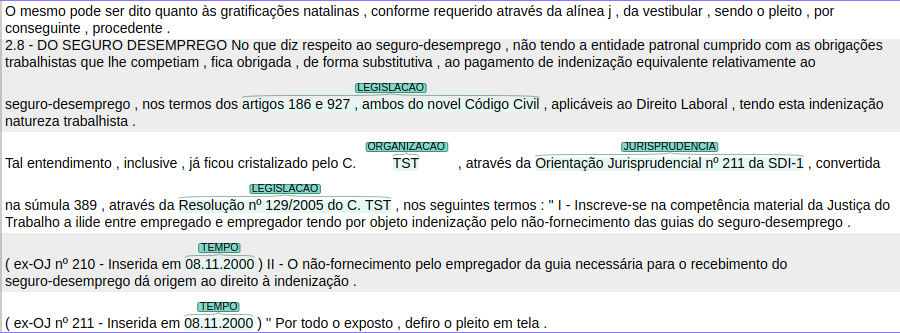 O mesmo pode ser dito quanto às gratificações natalinas , conforme requerido através da alínea j , da vestibular , sendo o pleito , por
conseguinte , procedente .
2.8 - DO SEGURO DESEMPREGO No que diz respeito ao seguro-desemprego , não tendo a entidade patronal cumprido com as obrigações
trabalhistas que lhe competiam , fica obrigada , de forma substitutiva , ao pagamento de indenização equivalente relativamente ao
LEGISLACAO
seguro-desemprego , nos termos dos artigos 186 e 927 , ambos do novel Código Civil , aplicáveis ao Direito Laboral , tendo esta indenização
natureza trabalhista .
ORGANIZACAO JURISPRUDENCIA
Tal entendimento , inclusive , já ficou cristalizado pelo C. TST , através da Orientação Jurisprudencial nº 211 da SDI-1 , convertida
LEGISLACAO
na súmula 389 , através da Resolução nº 129/2005 do C. TST , nos seguintes termos : " I - Inscreve-se na competência material da Justiça do
Trabalho a ilide entre empregado e empregador tendo por objeto indenização pelo não-fornecimento das guias do seguro-desemprego .
TEMPO
( ex-OJ nº 210 - Inserida em 08.11.2000 ) II - O não-fornecimento pelo empregador da guia necessária para o recebimento do
seguro-desemprego dá origem ao direito à indenização .
TEMPO
( ex-OJ nº 211 - Inserida em 08.11.2000 ) " Por todo o exposto , defiro o pleito em tela .